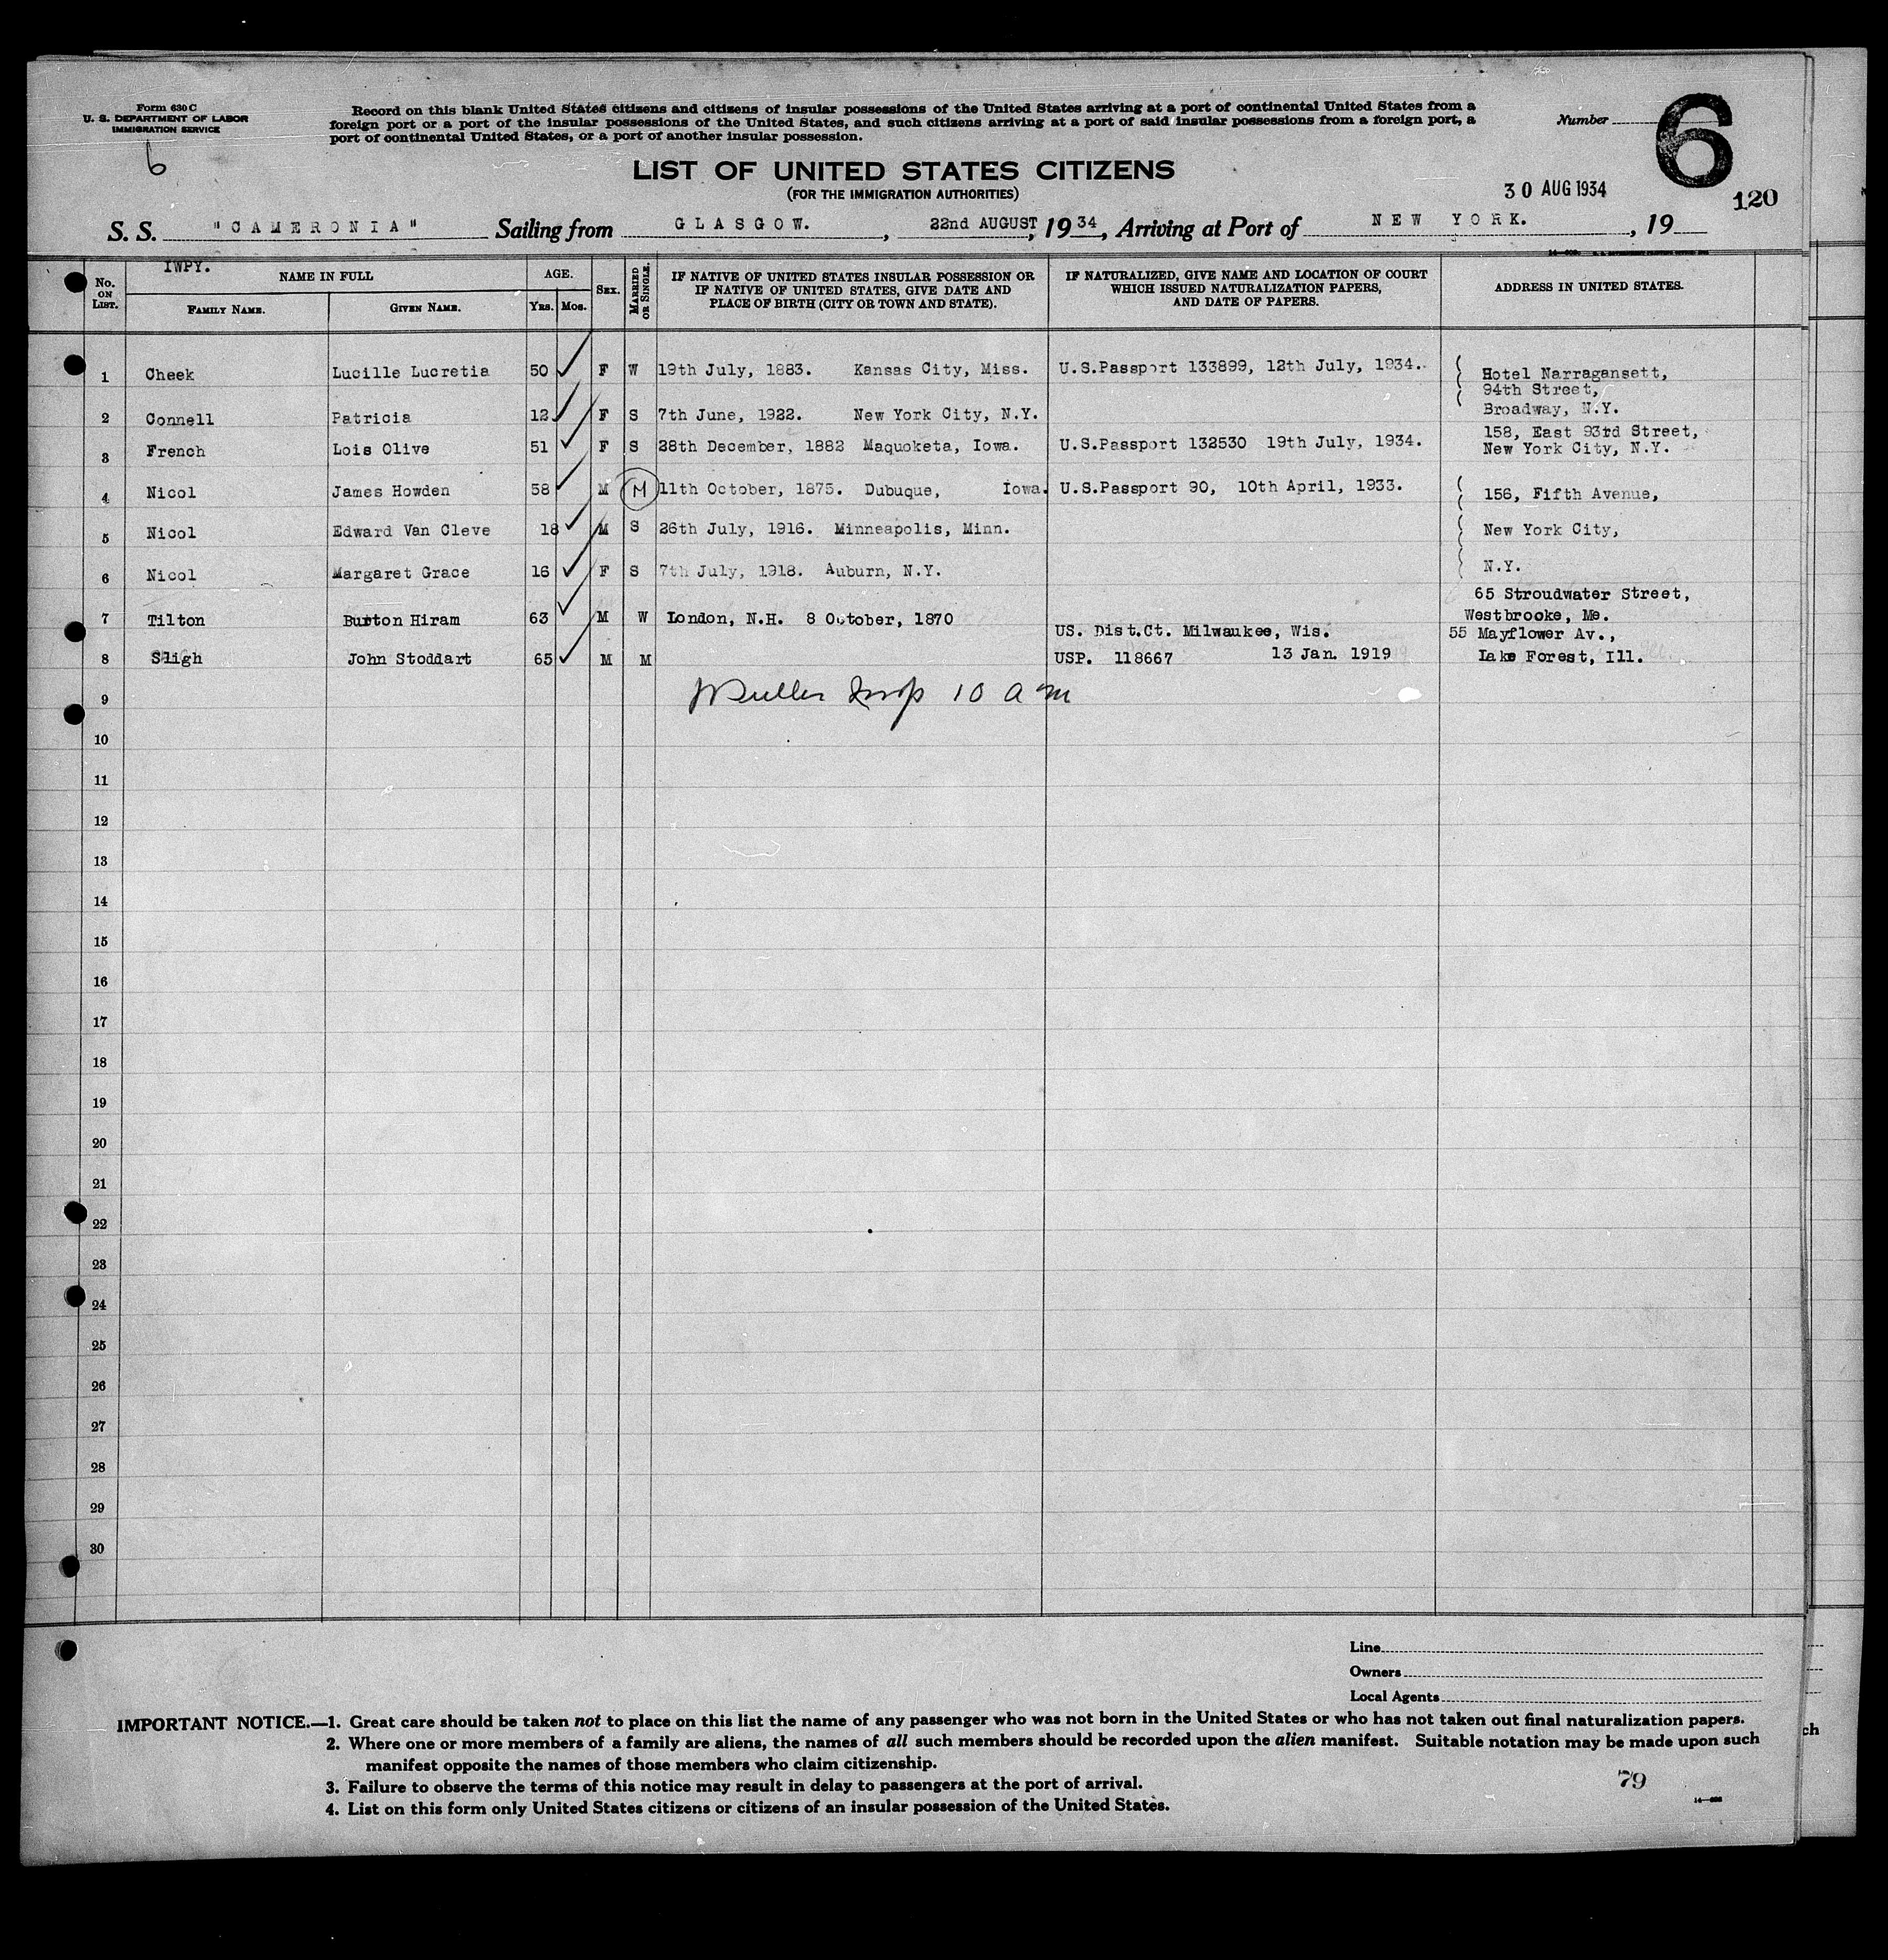 Form 630 C
U. S. DEPARTMENT OF LABOR
IMMIGRATION SERVICE
6
Record on this blank United States citizens and citizens of insular possessions of the United States arriving at a port of continental United States from a
foreign port or a port of the insular possessions of the United States, and such citizens arriving at a port of said insular possessions from a foreign port, a
port of continental United States, or a port of another insular possession.
Number
6
LIST OF UNITED STATES CITIZENS
(FOR THE IMMIGRATION AUTHORITIES)
30 AUG 1934
120
S. S. "CAMERONIA" Sailing from GLASGOW. , 22nd AUGUST, 19 34, Arriving at Port of NEW YORK. , 19
IWPY.
No. ON LIST. NAME IN FULL AGE. SEX. MARRIED OR SINGLE. IF NATIVE OF UNITED STATES INSULAR POSSESSION OR IF NATIVE OF UNITED STATES, GIVE DATE AND PLACE OF BIRTH (CITY OR TOWN AND STATE). IF NATURALIZED, GIVE NAME AND LOCATION OF COURT WHICH ISSUED NATURALIZATION PAPERS, AND DATE OF PAPERS. ADDRESS IN UNITED STATES.
FAMILY NAME. GIVEN NAME. YRS. MOS.
1 Cheek Lucille Lucretia 50 F W 19th July, 1883. Kansas City, Miss. U.S.Passport 133899, 12th July, 1934. Hotel Narragansett,
94th Street,
2 Connell Patricia 12 F S 7th June, 1922. New York City, N.Y. Broadway, N.Y.
158, East 93rd Street,
3 French Lois Olive 51 F S 28th December, 1882 Maquoketa, Iowa. U.S.Passport 132530 19th July, 1934. New York City, N.Y.
4 Nicol James Howden 58 M M 11th October, 1875. Dubuque, Iowa. U.S.Passport 90, 10th April, 1933. 156, Fifth Avenue,
5 Nicol Edward Van Cleve 18 M S 26th July, 1916. Minneapolis, Minn. New York City,
6 Nicol Margaret Grace 16 F S 7th July, 1918. Auburn, N.Y. N.Y.
65 Stroudwater Street,
7 Tilton Burton Hiram 63 M W London, N.H. 8 October, 1870 Westbrooke, Me.
US. Dist.Ct. Milwaukee, Wis. 55 Mayflower Av.,
8 Sligh John Stoddart 65 M M USP. 118667 13 Jan. 1919 Lake Forest, Ill.
9 10 a m
10
11
12
13
14
15
16
17
18
19
20
21
22
23
24
25
26
27
28
29
30
Line
Owners
Local Agents
IMPORTANT NOTICE.—1. Great care should be taken not to place on this list the name of any passenger who was not born in the United States or who has not taken out final naturalization papers.
2. Where one or more members of a family are aliens, the names of all such members should be recorded upon the alien manifest. Suitable notation may be made upon such
manifest opposite the names of those members who claim citizenship.
3. Failure to observe the terms of this notice may result in delay to passengers at the port of arrival.
4. List on this form only United States citizens or citizens of an insular possession of the United States.
79
ch